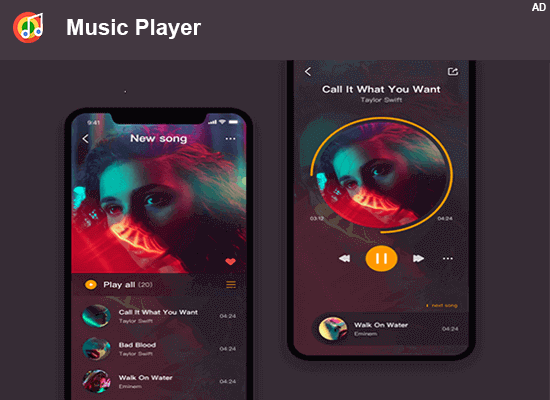 AD
Music Player
9:41
New song
Play all (20)
Call It What You Want
Taylor Swift
04:24
Bad Blood
Taylor Swift
04:24
Walk On Water
Eminem
04:24
Call It What You Want
Taylor Swift
03:12
04:24
next song
Walk On Water
Eminem
04:24